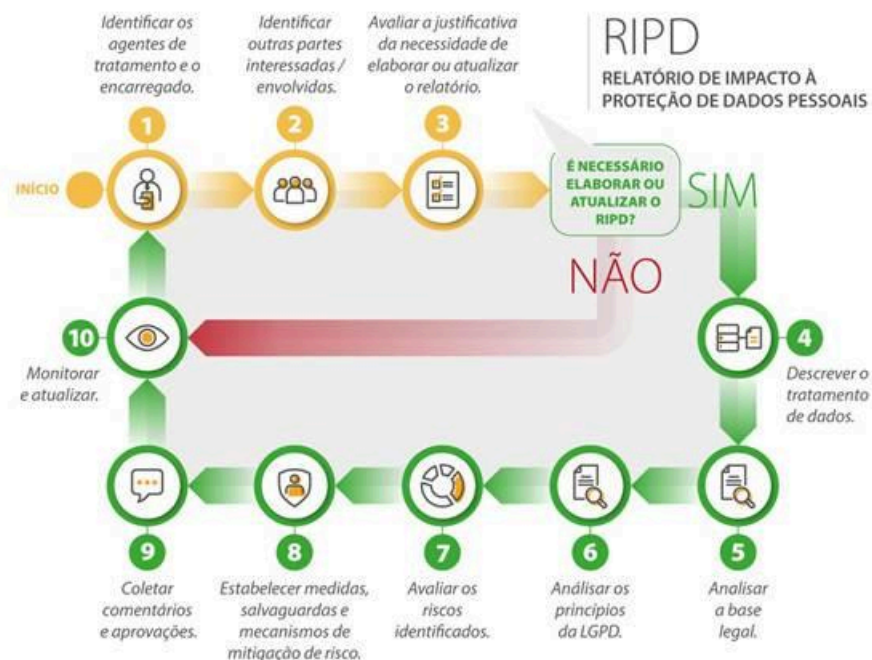 Identificar os
agentes de
tratamento e o
encarregado.
Identificar
outras partes
interessadas /
envolvidas.
Avaliar a justificativa
da necessidade de
elaborar ou atualizar
o relatório.
RIPD
RELATÓRIO DE IMPACTO À
PROTEÇÃO DE DADOS PESSOAIS
1
2
3
INÍCIO
É NECESSÁRIO
ELABORAR OU
ATUALIZAR O
RIPD?
SIM
NÃO
10
Monitorar
e atualizar.
4
Descrever o
tratamento
de dados.
9
Coletar
comentários
e aprovações.
8
Estabelecer medidas,
salvaguardas e
mecanismos de
mitigação de risco.
7
Avaliar os
riscos
identificados.
6
Análisar os
princípios
da LGPD.
5
Analisar
a base
legal.